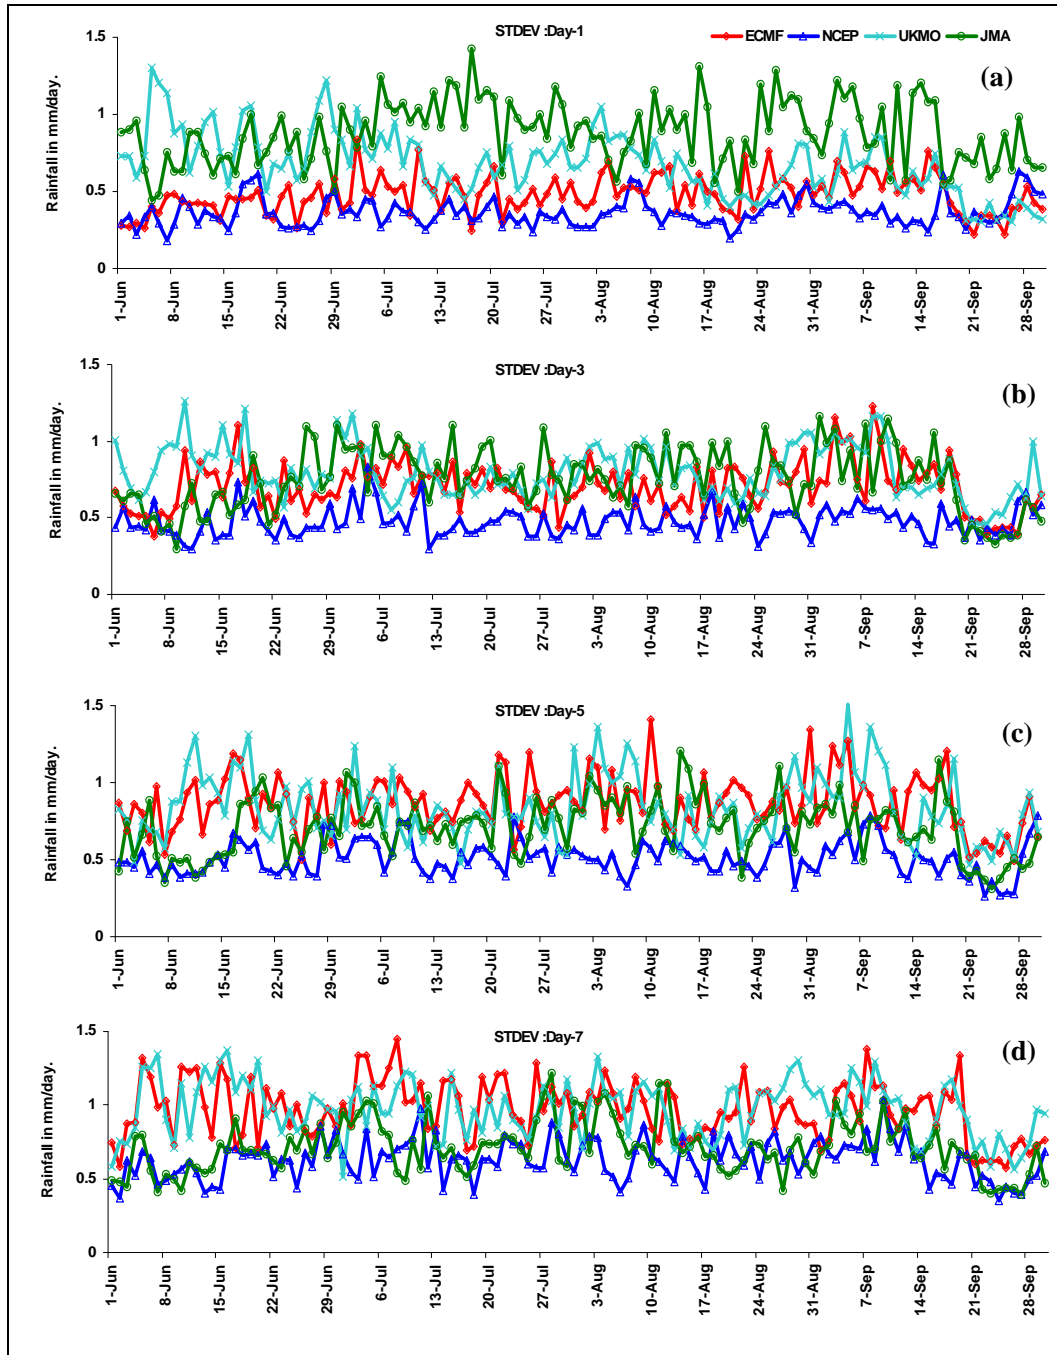 STDEV :Day-1
ECMF NCEP UKMO JMA
(a)
Rainfall in mm/day.
1.5
1
0.5
0
1-Jun 8-Jun 15-Jun 22-Jun 29-Jun 6-Jul 13-Jul 20-Jul 27-Jul 3-Aug 10-Aug 17-Aug 24-Aug 31-Aug 7-Sep 14-Sep 21-Sep 28-Sep
STDEV :Day-3
(b)
Rainfall in mm/day.
1.5
1
0.5
0
1-Jun 8-Jun 15-Jun 22-Jun 29-Jun 6-Jul 13-Jul 20-Jul 27-Jul 3-Aug 10-Aug 17-Aug 24-Aug 31-Aug 7-Sep 14-Sep 21-Sep 28-Sep
STDEV :Day-5
(c)
Rainfall in mm/day.
1.5
1
0.5
0
1-Jun 8-Jun 15-Jun 22-Jun 29-Jun 6-Jul 13-Jul 20-Jul 27-Jul 3-Aug 10-Aug 17-Aug 24-Aug 31-Aug 7-Sep 14-Sep 21-Sep 28-Sep
STDEV :Day-7
(d)
Rainfall in mm/day.
1.5
1
0.5
0
1-Jun 8-Jun 15-Jun 22-Jun 29-Jun 6-Jul 13-Jul 20-Jul 27-Jul 3-Aug 10-Aug 17-Aug 24-Aug 31-Aug 7-Sep 14-Sep 21-Sep 28-Sep